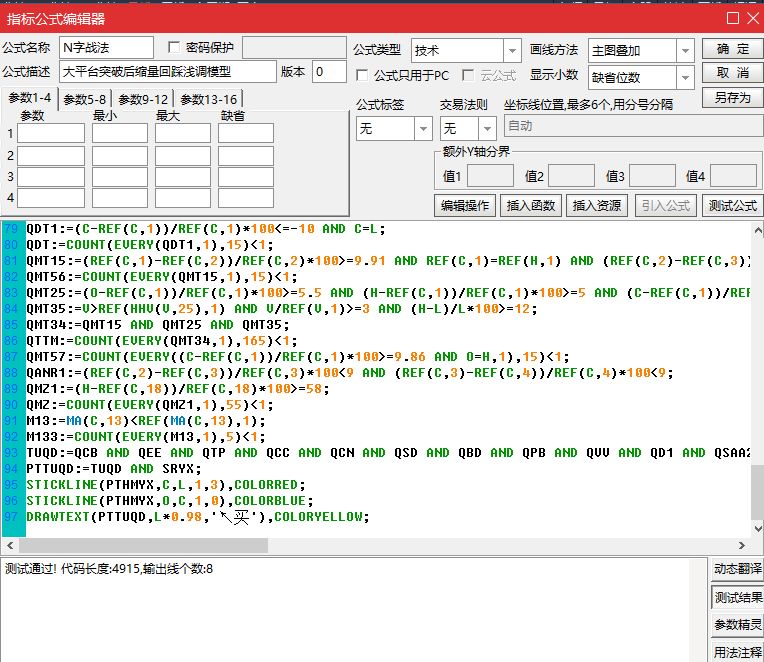 指标公式编辑器
公式名称 N字战法 密码保护 公式类型 技术 画线方法 主图叠加 确 定
公式描述 大平台突破后缩量回踩浅调模型 版本 0 公式只用于PC 云公式 显示小数 缺省位数 取 消
另存为
参数1-4 参数5-8 参数9-12 参数13-16
参数 最小 最大 缺省
1
2
3
4
公式标签 交易法则 坐标线位置,最多6个,用分号分隔
无 无 自动
额外Y轴分界
值1 值2 值3 值4
编辑操作 插入函数 插入资源 引入公式 测试公式
79 QDT1:=(C-REF(C,1))/REF(C,1)*100<=-10 AND C=L;
80 QDT:=COUNT(EVERY(QDT1,1),15)<1;
81 QMT15:=(REF(C,1)-REF(C,2))/REF(C,2)*100>=9.91 AND REF(C,1)=REF(H,1) AND (REF(C,2)-REF(C,3))
82 QMT56:=COUNT(EVERY(QMT15,1),15)<1;
83 QMT25:=(O-REF(C,1))/REF(C,1)*100>=5.5 AND (H-REF(C,1))/REF(C,1)*100>=5 AND (C-REF(C,1))/REF
84 QMT35:=V>REF(HHV(V,25),1) AND V/REF(V,1)>=3 AND (H-L)/L*100>=12;
85 QMT34:=QMT15 AND QMT25 AND QMT35;
86 QTTM:=COUNT(EVERY(QMT34,1),165)<1;
87 QMT57:=COUNT(EVERY((C-REF(C,1))/REF(C,1)*100>=9.86 AND O=H,1),15)<1;
88 QANR1:=(REF(C,2)-REF(C,3))/REF(C,3)*100<9 AND (REF(C,3)-REF(C,4))/REF(C,4)*100<9;
89 QMZ1:=(H-REF(C,18))/REF(C,18)*100>=58;
90 QMZ:=COUNT(EVERY(QMZ1,1),55)<1;
91 M13:=MA(C,13)<REF(MA(C,13),1);
92 M133:=COUNT(EVERY(M13,1),5)<1;
93 TUQD:=QCB AND QEE AND QTP AND QCC AND QCN AND QSD AND QBD AND QPB AND QVV AND QD1 AND QSAA2
94 PTTUQD:=TUQD AND SRYX;
95 STICKLINE(PTHMYX,C,L,1,3),COLORRED;
96 STICKLINE(PTHMYX,O,C,1,0),COLORBLUE;
97 DRAWTEXT(PTTUQD,L*0.98,'↖买'),COLORYELLOW;
测试通过! 代码长度:4915,输出线个数:8
动态翻译
测试结果
参数精灵
用法注释